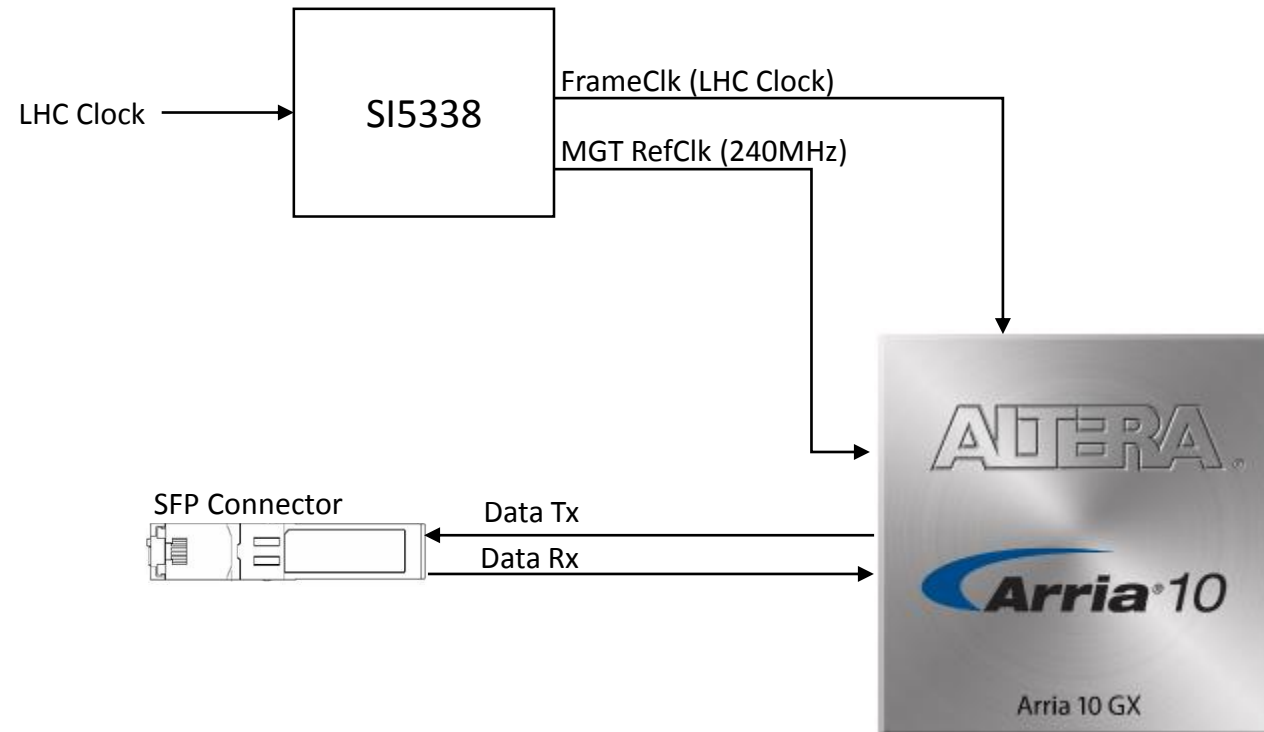 LHC Clock
SI5338
FrameClk (LHC Clock)
MGT RefClk (240MHz)
SFP Connector
Data Tx
Data Rx
ALTERA®
Arria® 10
Arria 10 GX